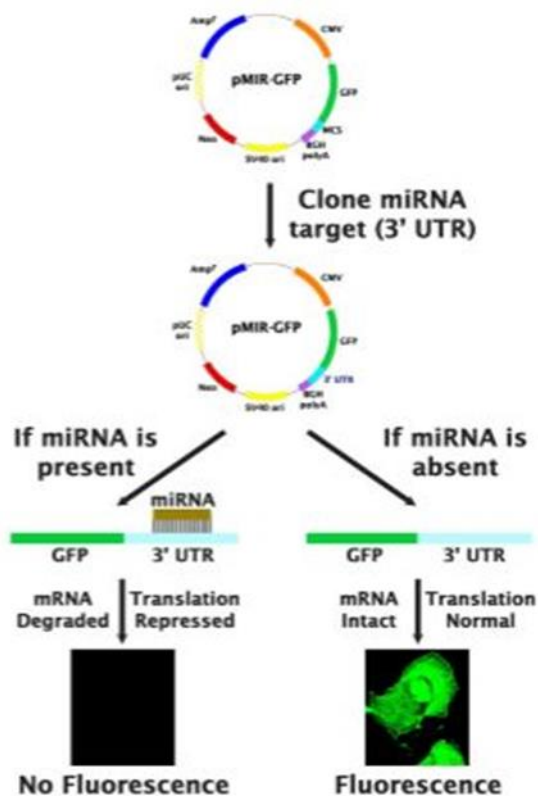 Ampʳ
CMV
pUC
ori
pMIR-GFP
GFP
MCS
Neo
SV40 ori
BGH
polyA
Clone miRNA
target (3' UTR)
Ampʳ
CMV
pUC
ori
pMIR-GFP
GFP
3' UTR
Neo
SV40 ori
BGH
polyA
If miRNA is
present
If miRNA is
absent
miRNA
GFP
3' UTR
GFP
3' UTR
mRNA
Degraded
Translation
Repressed
mRNA
Intact
Translation
Normal
No Fluorescence
Fluorescence